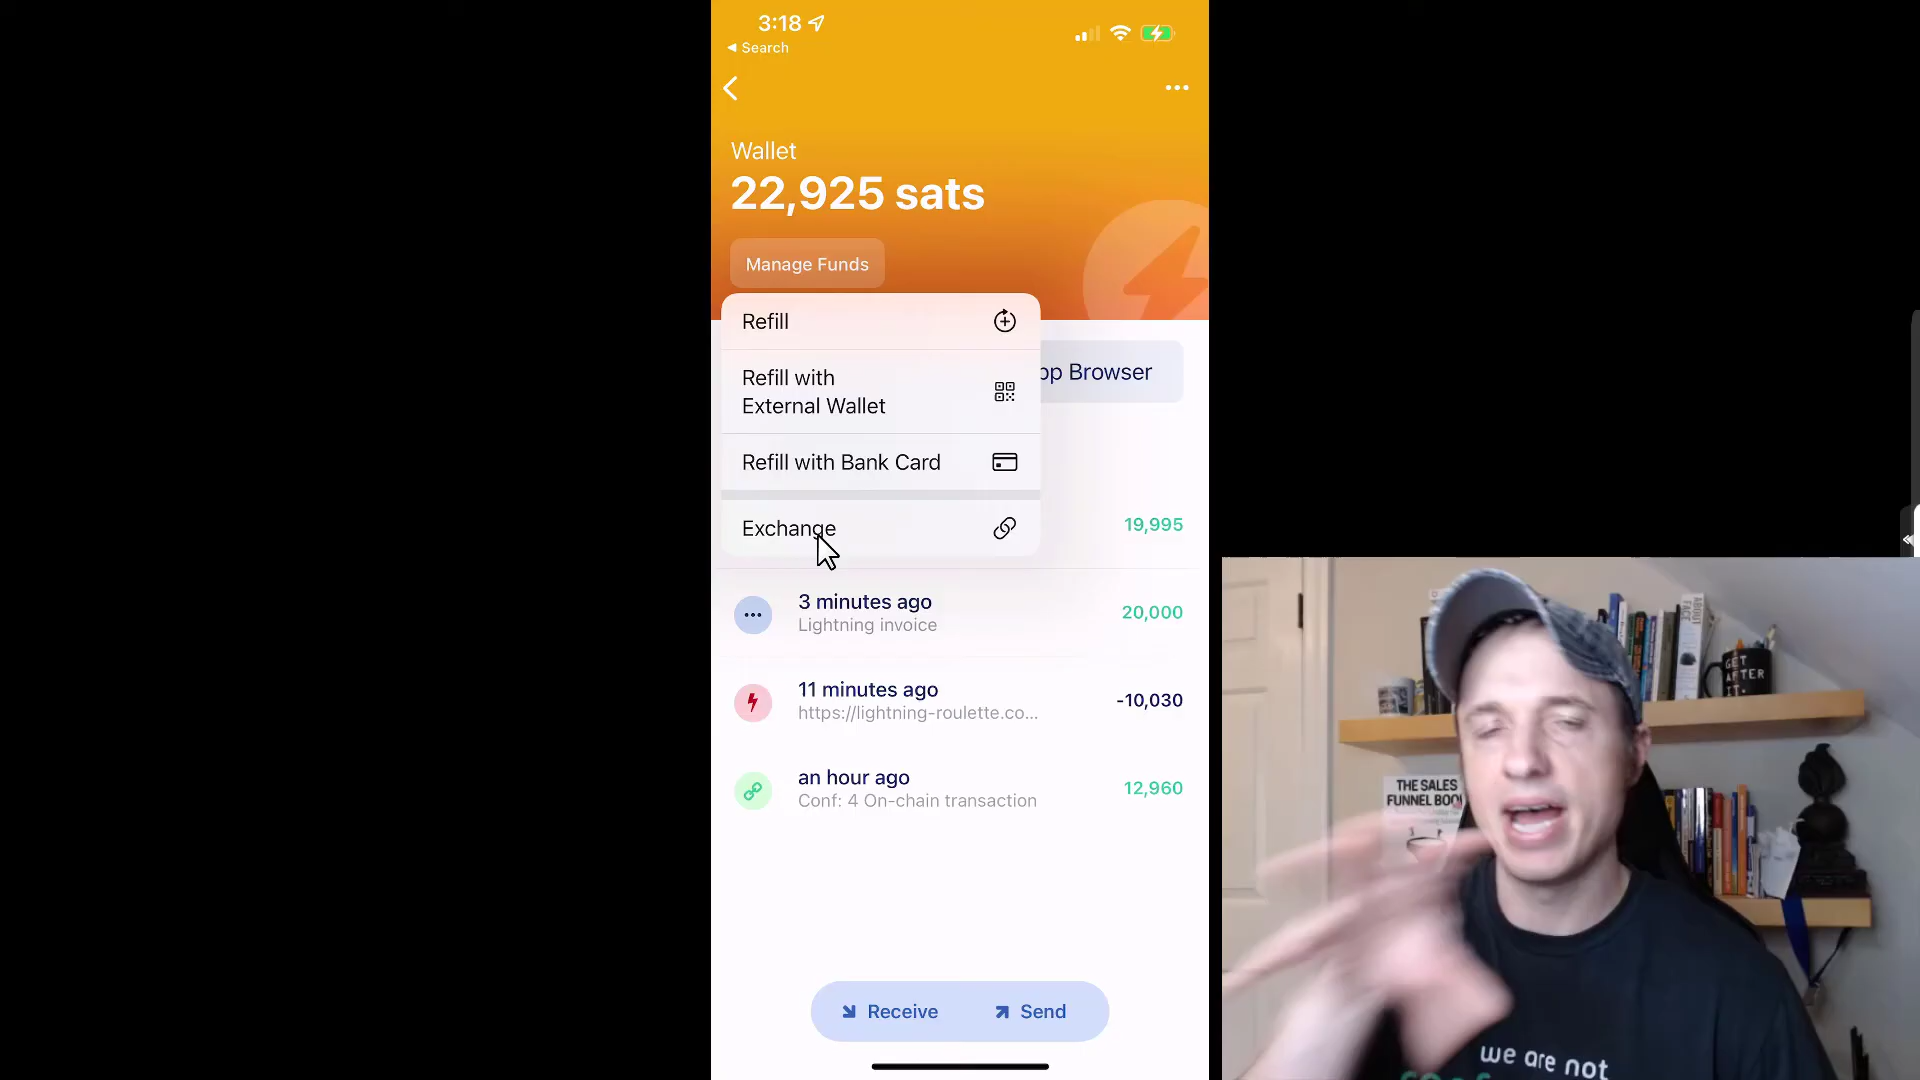 3:18
Search
Wallet
22,925 sats
Manage Funds
Refill
Refill with
External Wallet
Refill with Bank Card
Exchange
pp Browser
19,995
3 minutes ago
Lightning invoice
20,000
11 minutes ago
https://lightning-roulette.co...
-10,030
an hour ago
Conf: 4 On-chain transaction
12,960
Receive
Send
ABOUT
FACE
GET
AFTER
IT.
THE SALES
FUNNEL BOO
we are not